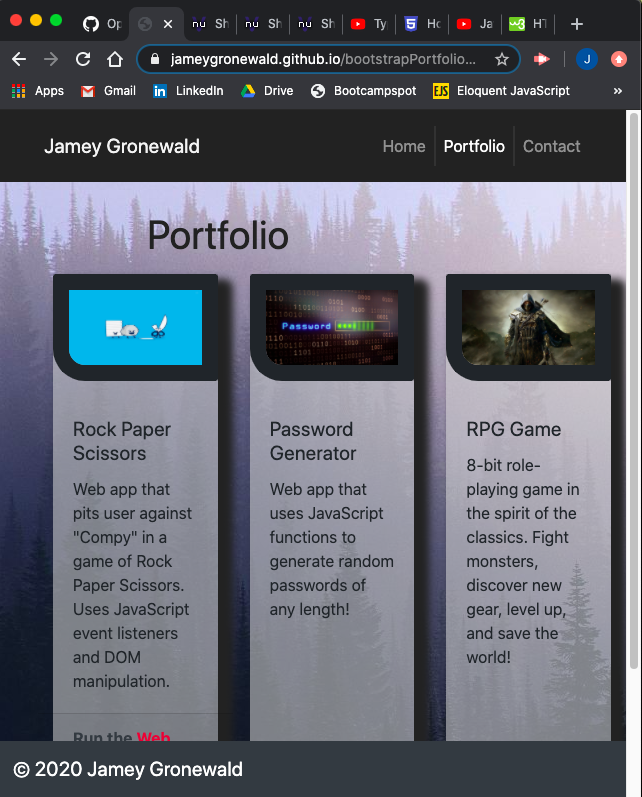 Op
Sh
Sh
Sh
Ty
Ho
Ja
HT
jameygronewald.github.io/bootstrapPortfolio...
J
Apps Gmail LinkedIn Drive Bootcampspot EJS Eloquent JavaScript »
Jamey Gronewald
Home Portfolio Contact
Portfolio
Password
Rock Paper
Scissors
Web app that
pits user against
"Compy" in a
game of Rock
Paper Scissors.
Uses JavaScript
event listeners
and DOM
manipulation.
Run the Web
Password
Generator
Web app that
uses JavaScript
functions to
generate random
passwords of
any length!
RPG Game
8-bit role-
playing game in
the spirit of the
classics. Fight
monsters,
discover new
gear, level up,
and save the
world!
© 2020 Jamey Gronewald